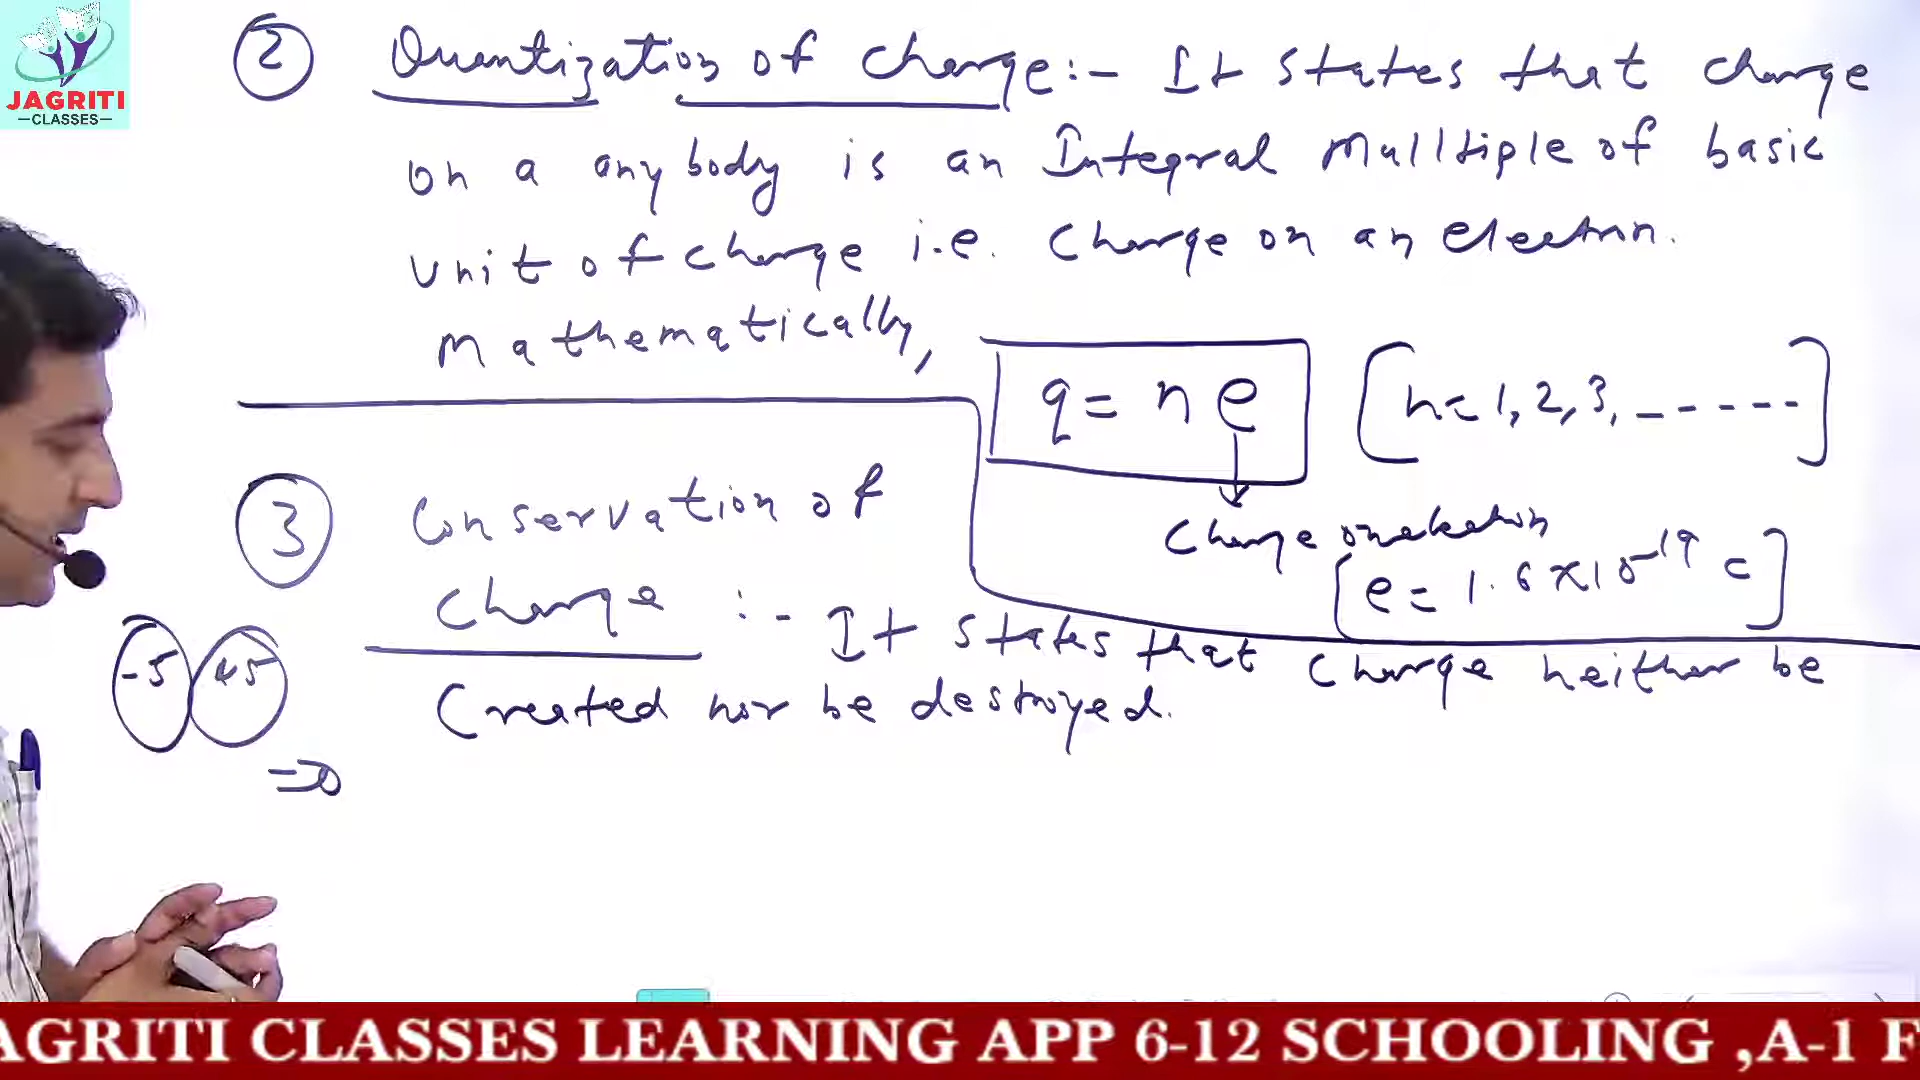 JAGRITI
—CLASSES—
2 Quantization of charge:- It states that charge
on a any body is an Integral Mulltiple of basic
unit of charge i.e. Charge on an electron.
Mathematically,
q = ne [n = 1, 2, 3, ------]
Charge on electron
[e = 1.6 x 10⁻¹⁹ C]
3 Conservation of
Charge :- It states that Charge neither be
Created nor be destroyed.
-5 +5
=> 0
AGRITI CLASSES LEARNING APP 6-12 SCHOOLING ,A-1 F